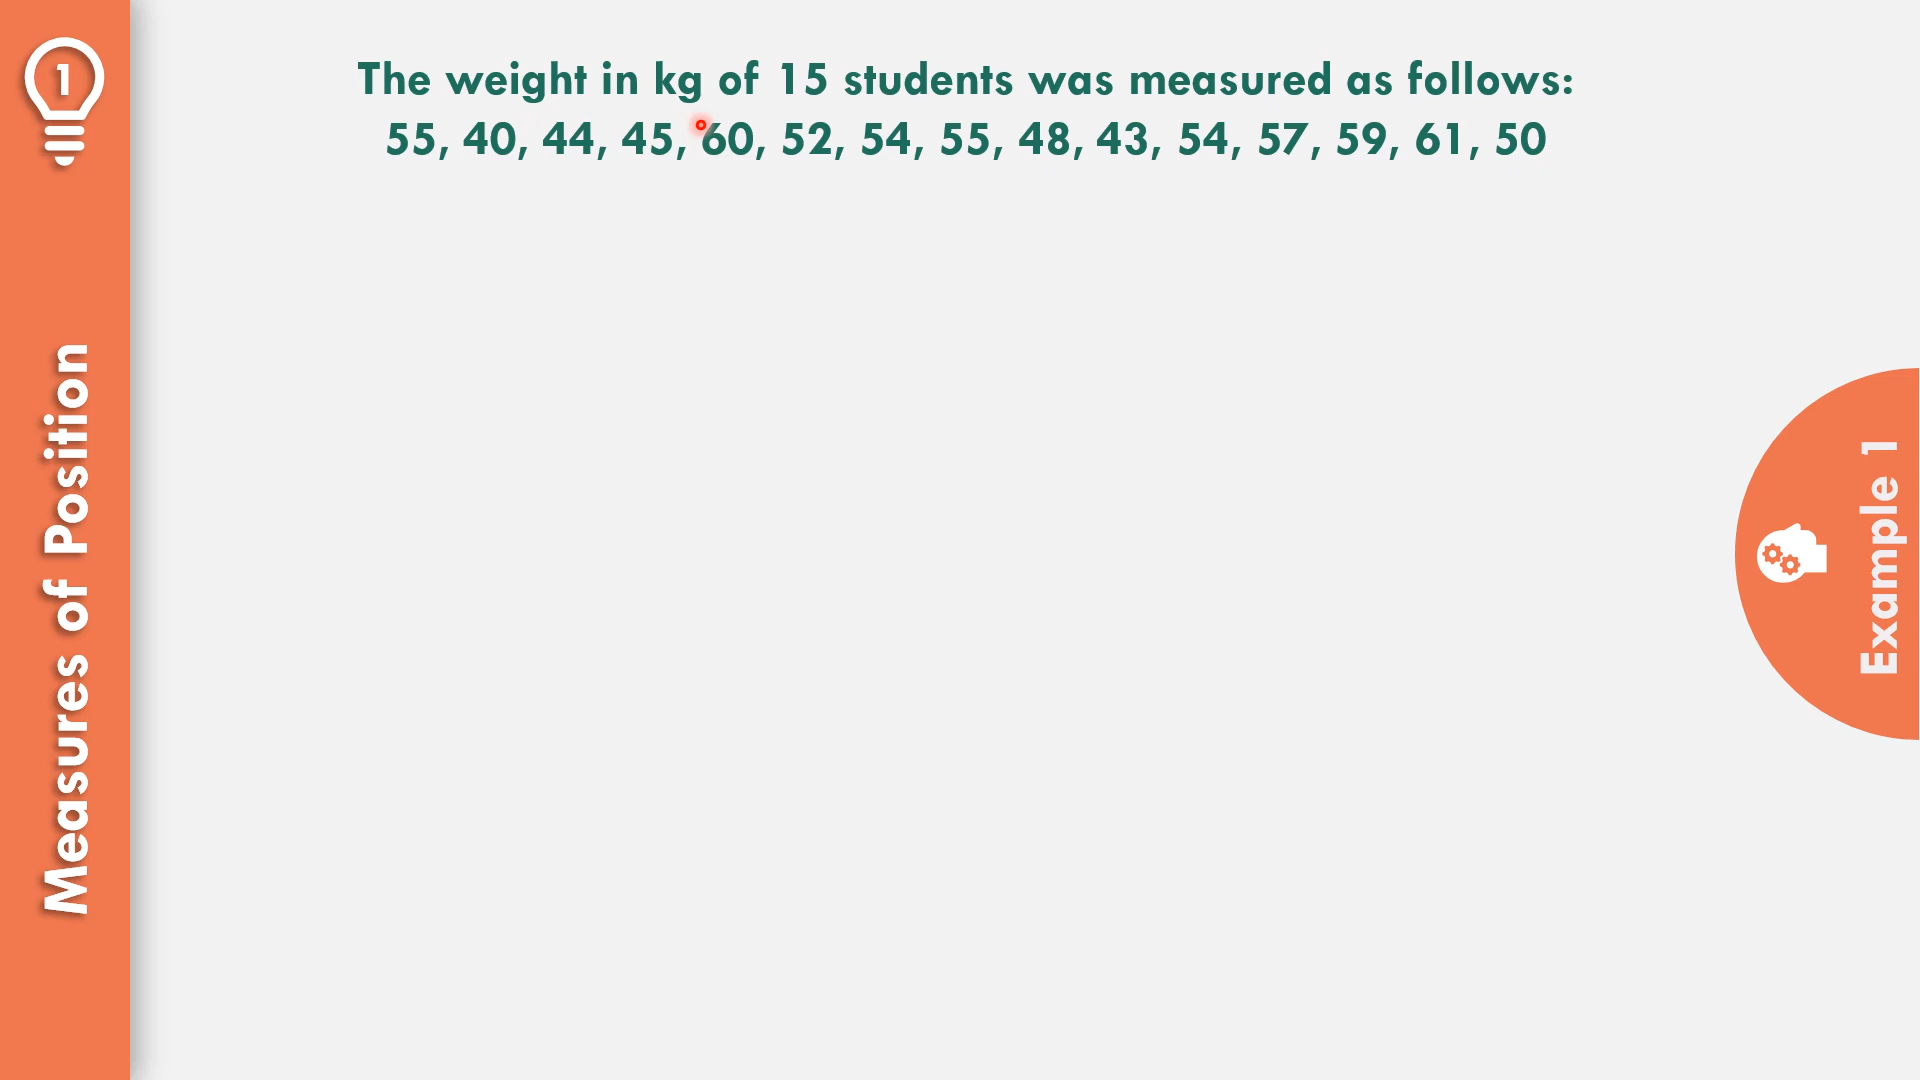 1
Measures of Position
The weight in kg of 15 students was measured as follows:
55, 40, 44, 45, 60, 52, 54, 55, 48, 43, 54, 57, 59, 61, 50
Example 1